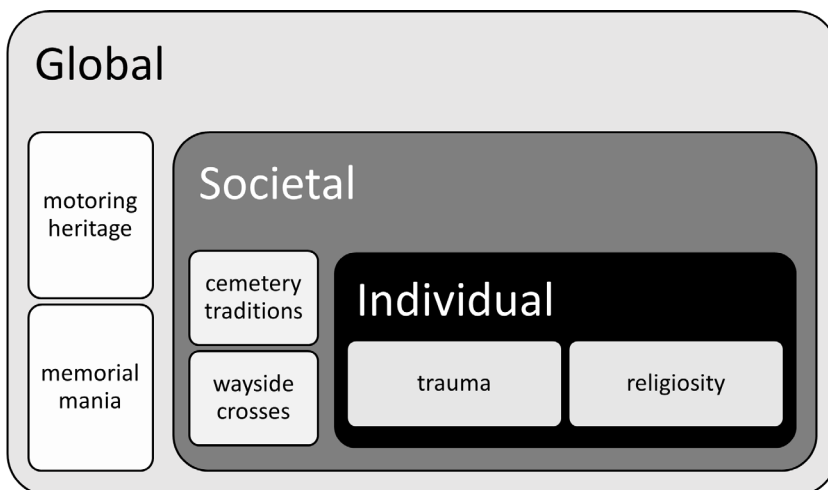 Global
motoring
heritage
memorial
mania
Societal
cemetery
traditions
wayside
crosses
Individual
trauma
religiosity